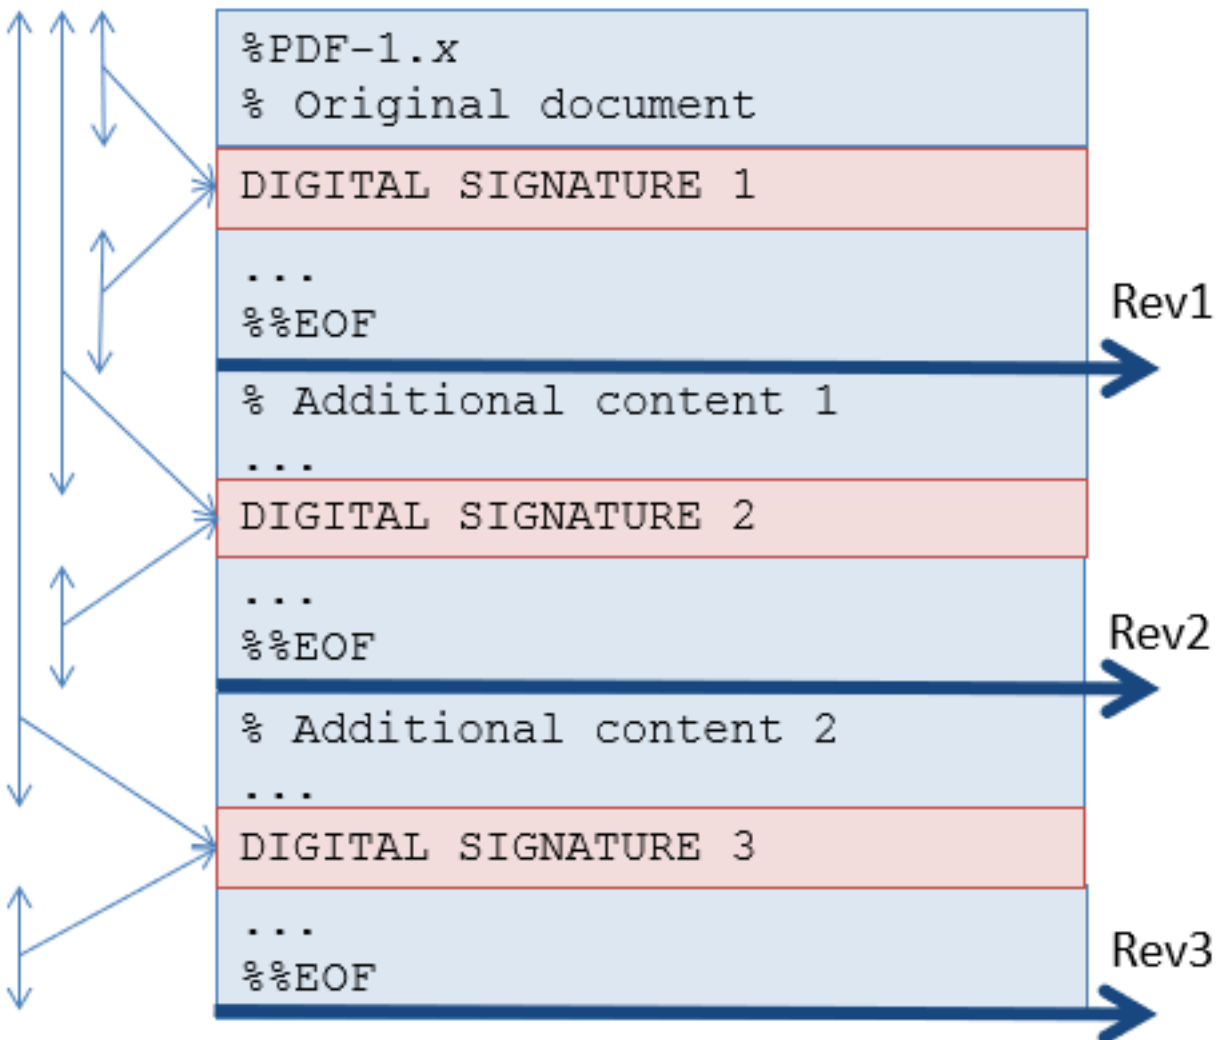 %PDF-1.x
% Original document
DIGITAL SIGNATURE 1
...
%%EOF
Rev1
% Additional content 1
...
DIGITAL SIGNATURE 2
...
%%EOF
Rev2
% Additional content 2
...
DIGITAL SIGNATURE 3
...
%%EOF
Rev3